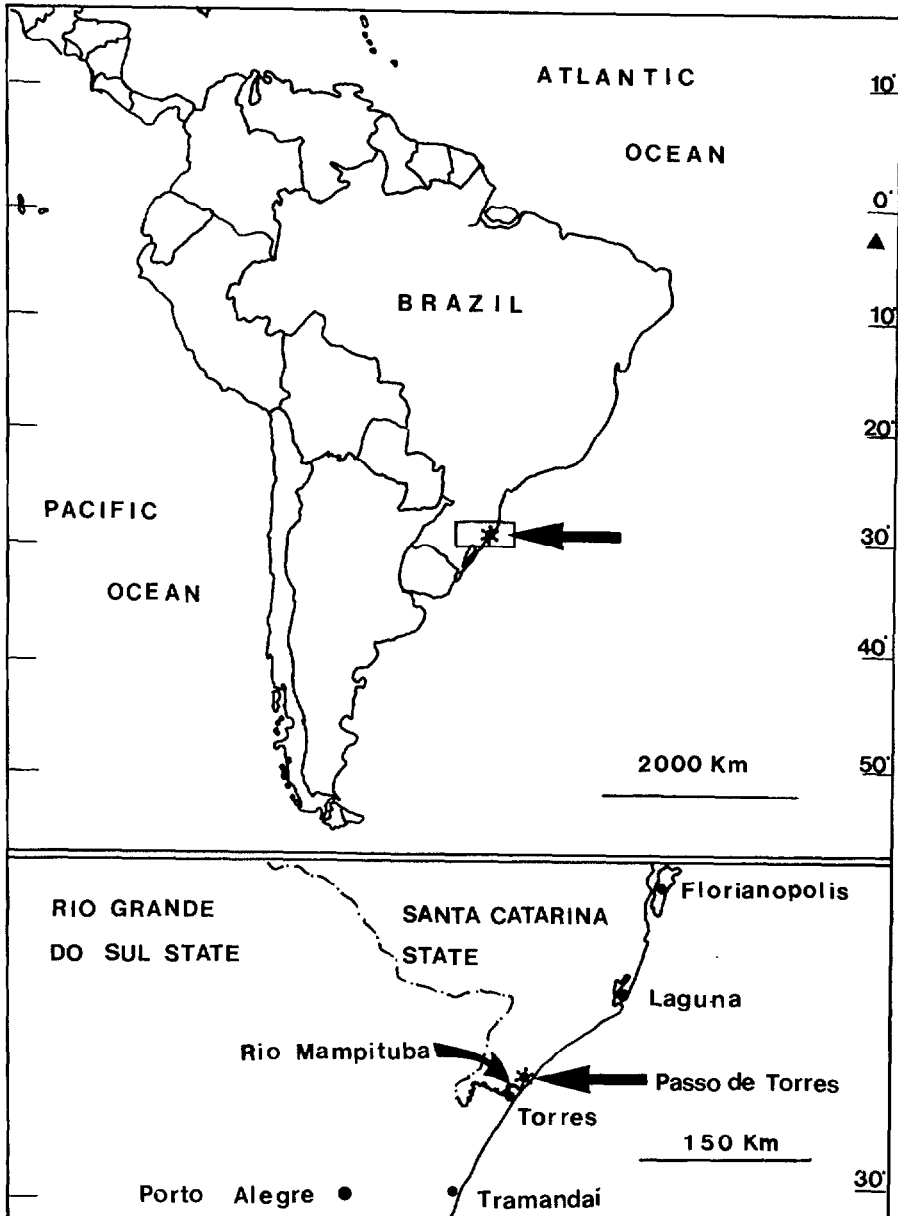 ATLANTIC
OCEAN
10°
0°
BRAZIL
10°
20°
PACIFIC
OCEAN
30°
40°
2000 Km
50°
RIO GRANDE
DO SUL STATE
SANTA CATARINA
STATE
Florianopolis
Laguna
Rio Mampituba
Passo de Torres
Torres
150 Km
Porto Alegre
Tramandaí
30°